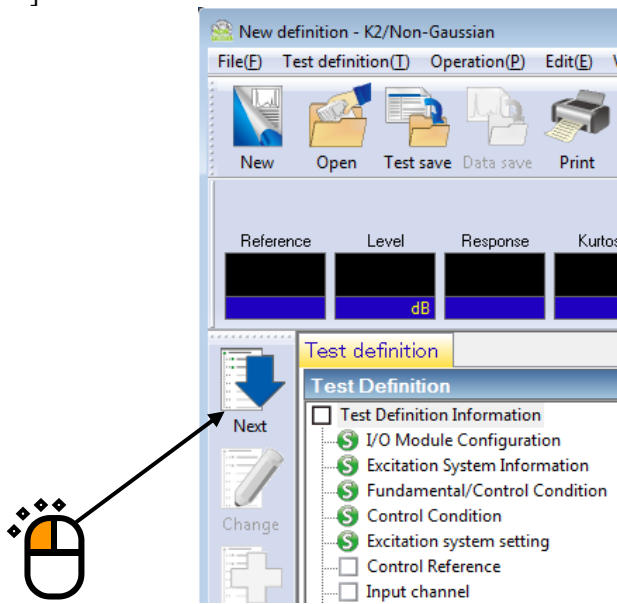 New definition - K2/Non-Gaussian
File(F) Test definition(T) Operation(P) Edit(E)
New Open Test save Data save Print
Reference Level Response Kurtos
dB
Test definition
Test Definition
Next
Test Definition Information
S I/O Module Configuration
S Excitation System Information
S Fundamental/Control Condition
S Control Condition
Change
S Excitation system setting
Control Reference
Input channel